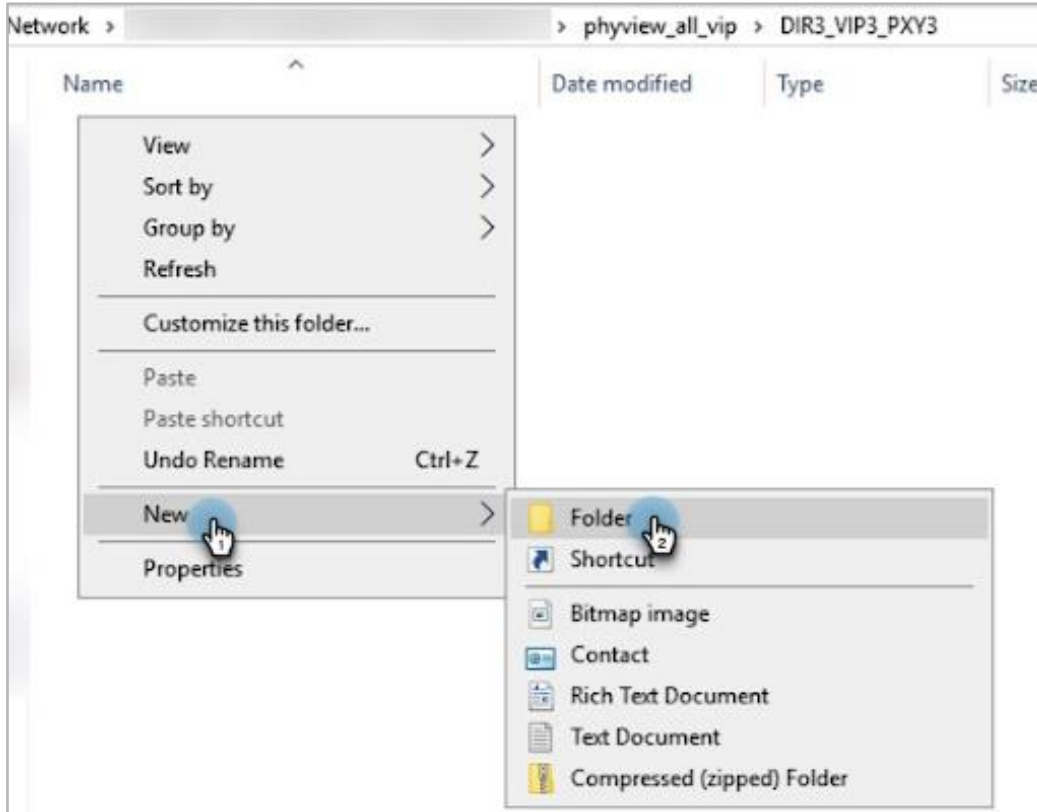 Network > > phyview_all_vip > DIR3_VIP3_PXY3
Name Date modified Type Size
View
Sort by
Group by
Refresh
Customize this folder...
Paste
Paste shortcut
Undo Rename Ctrl+Z
New
1
Properties
Folder
2
Shortcut
Bitmap image
Contact
Rich Text Document
Text Document
Compressed (zipped) Folder